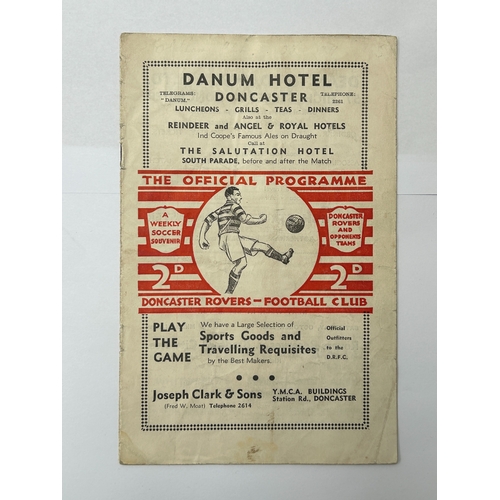 DANUM HOTEL
TELEGRAMS: "DANUM." DONCASTER TALEPHONE: 2261
LUNCHEONS - GRILLS - TEAS - DINNERS
Also at the
REINDEER and ANGEL & ROYAL HOTELS
Ind Coope's Famous Ales on Draught
Call at
THE SALUTATION HOTEL
SOUTH PARADE, before and after the Match
THE OFFICIAL PROGRAMME
A WEEKLY SOCCER SOUVENIR
DONCASTER ROVERS AND OPPONENTS TEAMS
2D
2D
DONCASTER ROVERS - FOOTBALL CLUB
PLAY THE GAME
We have a Large Selection of
Sports Goods and
Travelling Requisites
by the Best Makers.
Official Outfitters to the D.R.F.C.
Joseph Clark & Sons
(Fred W. Moat) Telephone 2614
Y.M.C.A. BUILDINGS
Station Rd., DONCASTER